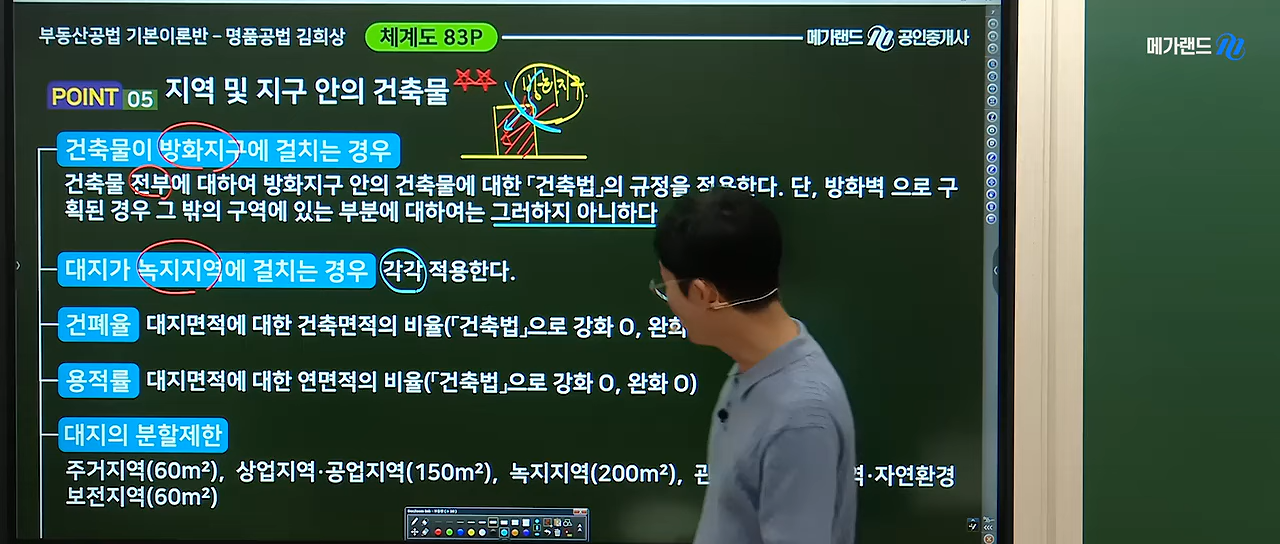 부동산공법 기본이론반 – 명품공법 김희상
체계도 83P
메가랜드 공인중개사
메가랜드
POINT 05 지역 및 지구 안의 건축물
방화지구
건축물이 방화지구에 걸치는 경우
건축물 전부에 대하여 방화지구 안의 건축물에 대한 「건축법」의 규정을 적용한다. 단, 방화벽 으로 구
획된 경우 그 밖의 구역에 있는 부분에 대하여는 그러하지 아니하다
대지가 녹지지역에 걸치는 경우 각각 적용한다.
건폐율 대지면적에 대한 건축면적의 비율(「건축법」으로 강화 O, 완화
용적률 대지면적에 대한 연면적의 비율(「건축법」으로 강화 O, 완화 O)
대지의 분할제한
주거지역(60m²), 상업지역·공업지역(150m²), 녹지지역(200m²), 역·자연환경
보전지역(60m²)